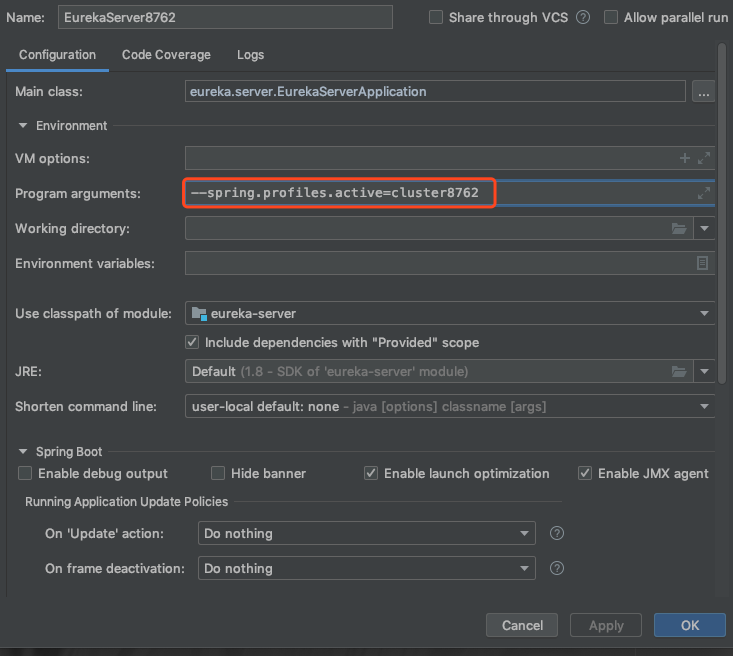 Name: EurekaServer8762 Share through VCS ? Allow parallel run
Configuration Code Coverage Logs
Main class: eureka.server.EurekaServerApplication ...
Environment
VM options:
Program arguments: --spring.profiles.active=cluster8762
Working directory:
Environment variables:
Use classpath of module: eureka-server
Include dependencies with "Provided" scope
JRE: Default (1.8 - SDK of 'eureka-server' module)
Shorten command line: user-local default: none - java [options] classname [args]
Spring Boot
Enable debug output Hide banner Enable launch optimization Enable JMX agent
Running Application Update Policies
On 'Update' action: Do nothing ?
On frame deactivation: Do nothing ?
Cancel Apply OK